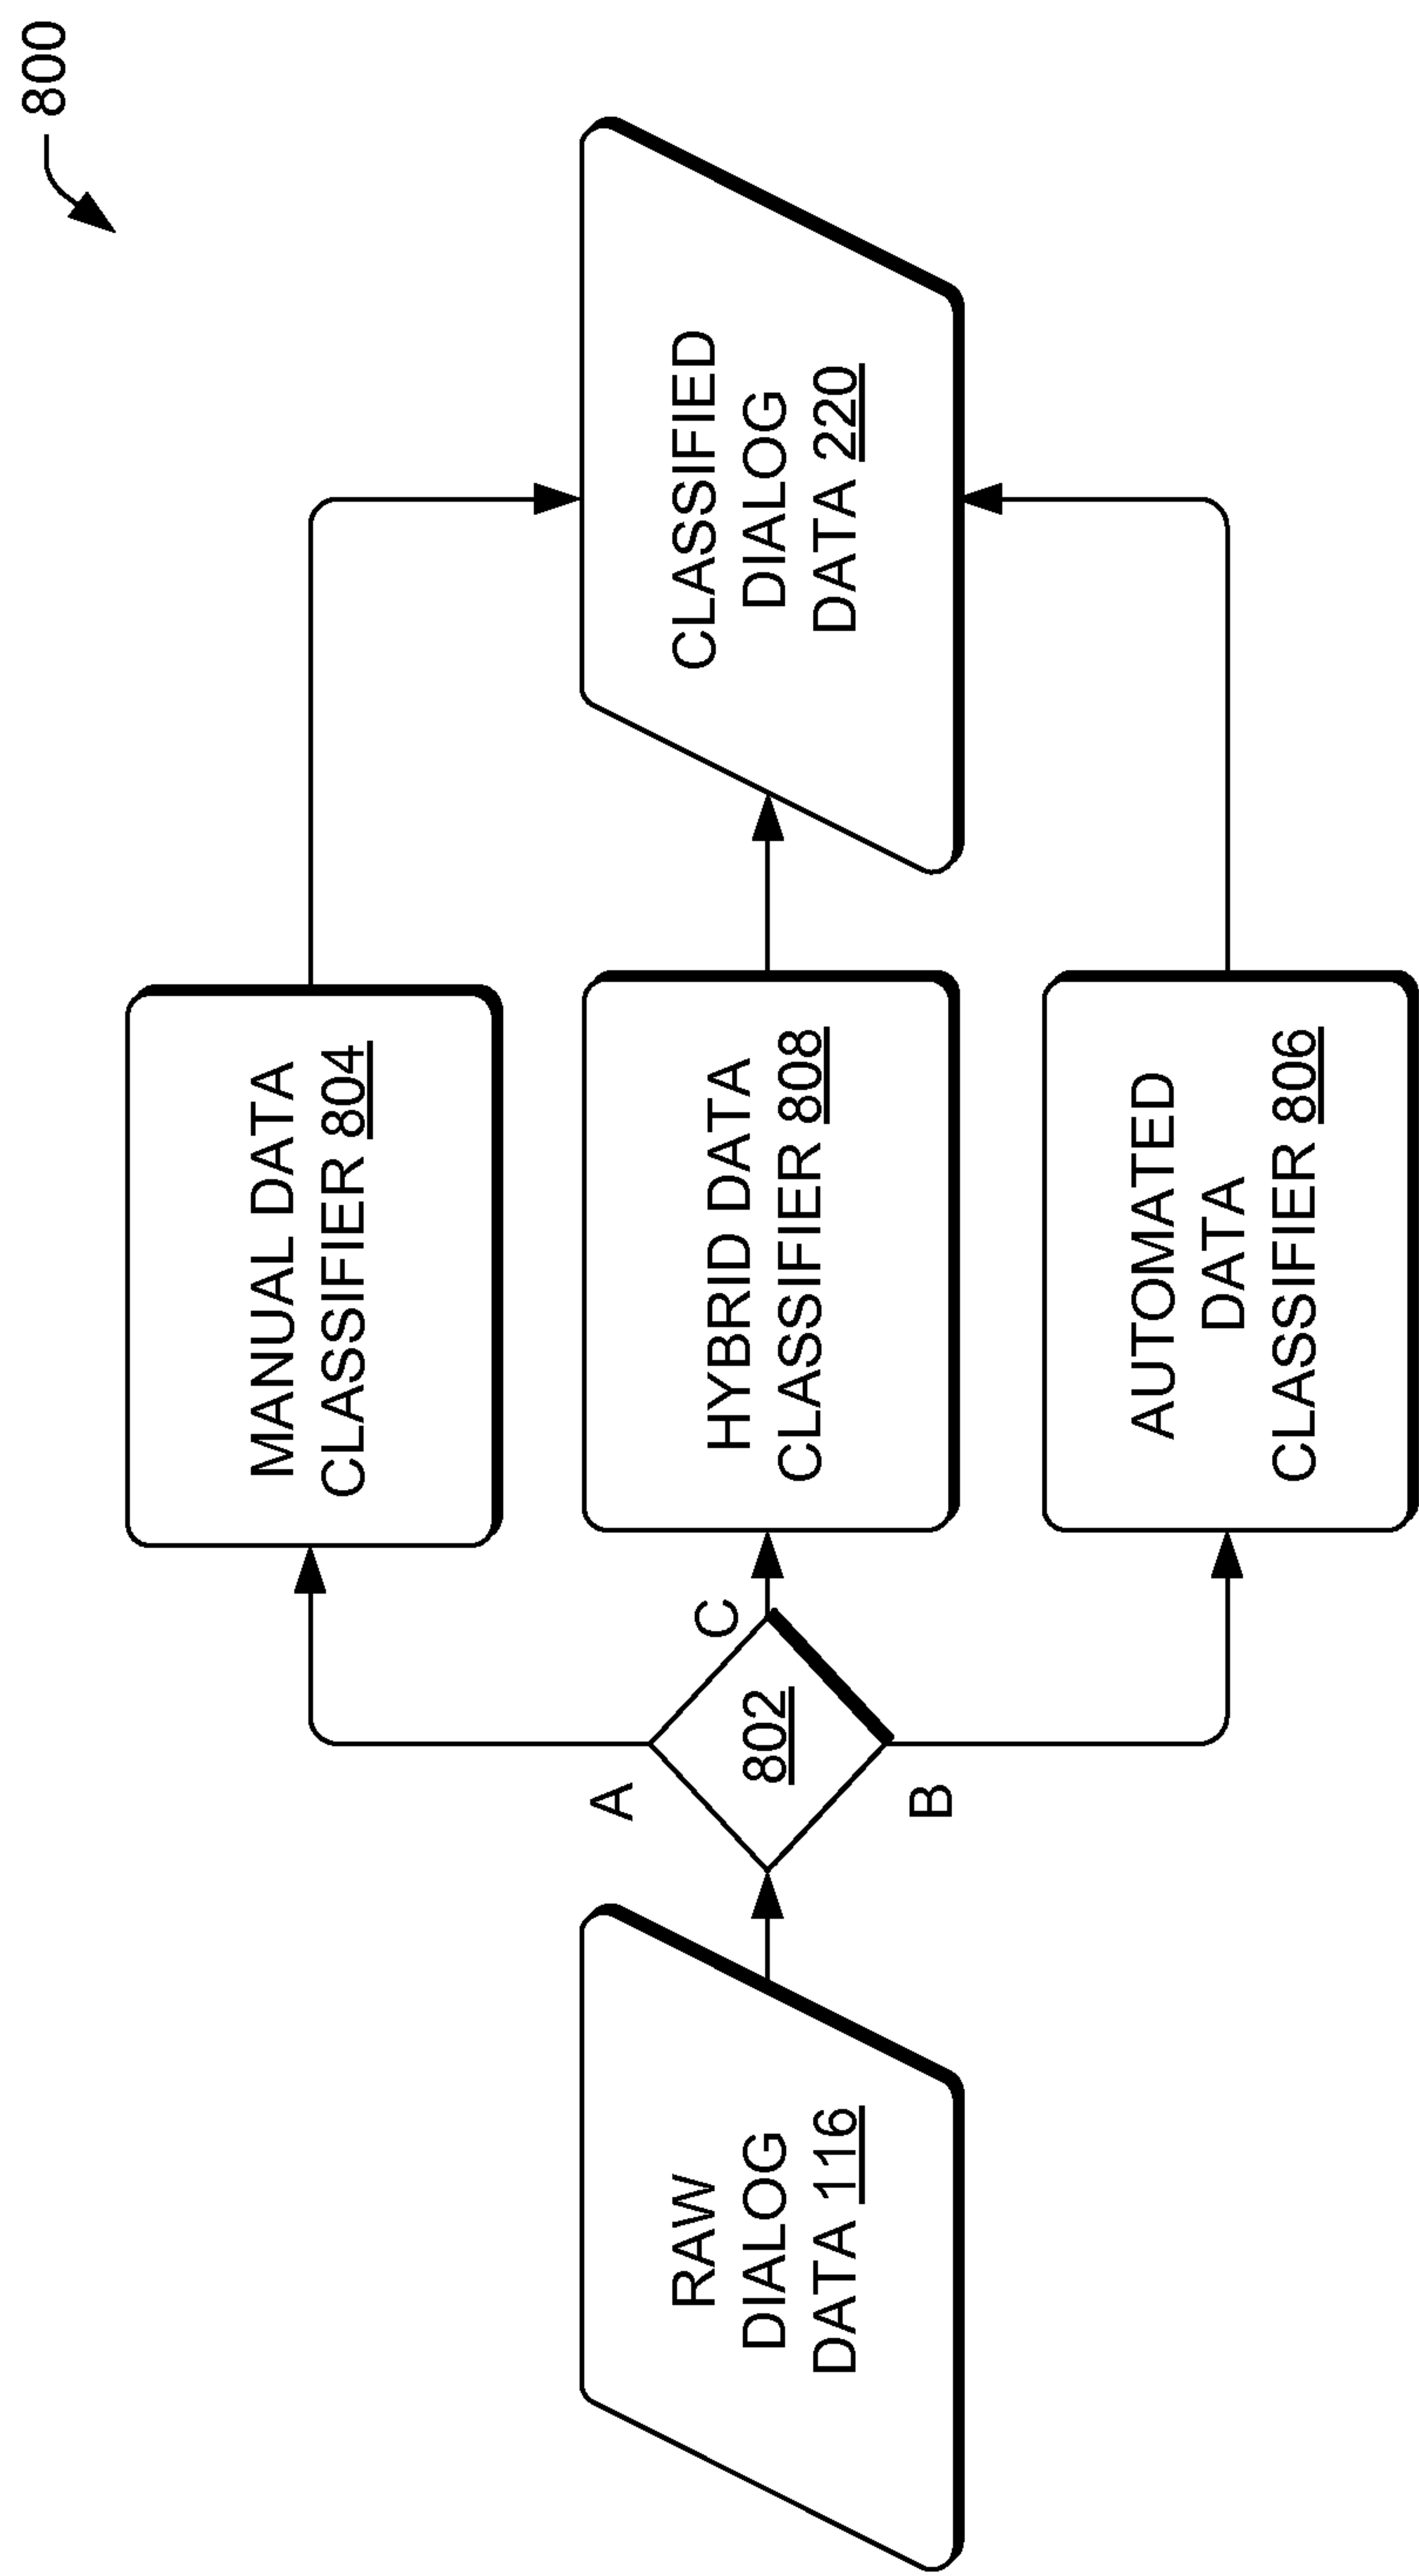 800
RAW
DIALOG
DATA 116
802
A
B
C
MANUAL DATA
CLASSIFIER 804
HYBRID DATA
CLASSIFIER 808
AUTOMATED
DATA
CLASSIFIER 806
CLASSIFIED
DIALOG
DATA 220